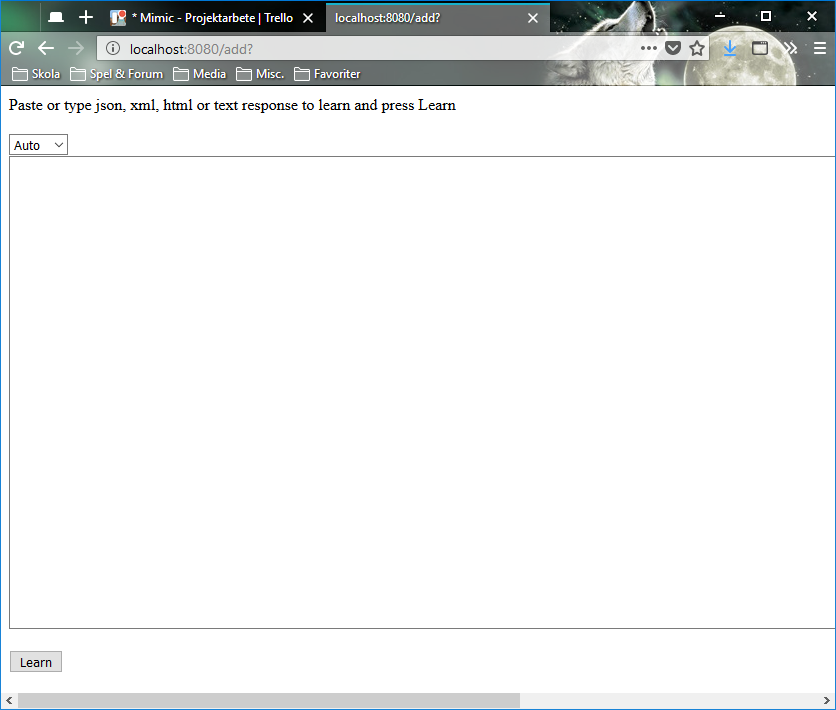 * Mimic - Projektarbete | Trello
localhost:8080/add?
localhost:8080/add?
Skola Spel & Forum Media Misc. Favoriter
Paste or type json, xml, html or text response to learn and press Learn
Auto
Learn